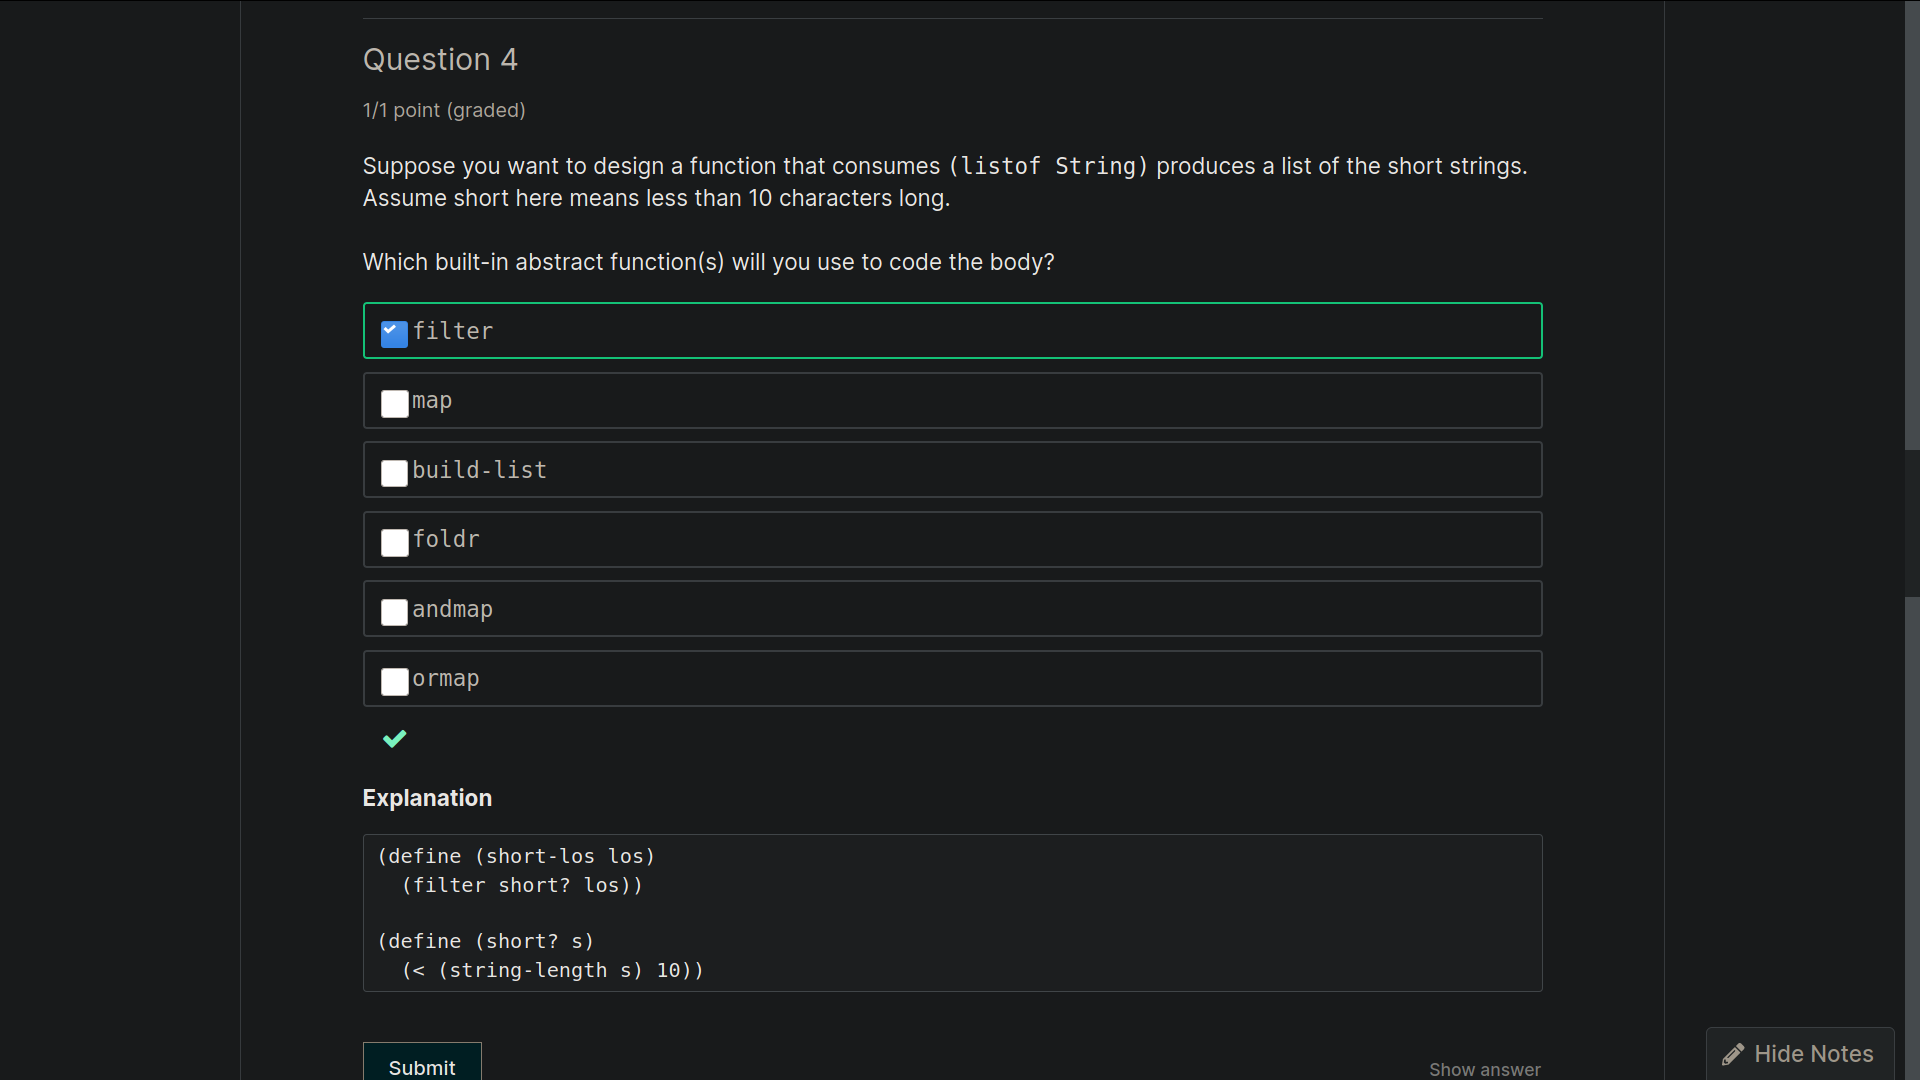 Question 4
1/1 point (graded)
Suppose you want to design a function that consumes (listof String) produces a list of the short strings.
Assume short here means less than 10 characters long.
Which built-in abstract function(s) will you use to code the body?
filter
map
build-list
foldr
andmap
ormap
Explanation
(define (short-los los)
  (filter short? los))
(define (short? s)
  (< (string-length s) 10))
Submit
Show answer
Hide Notes